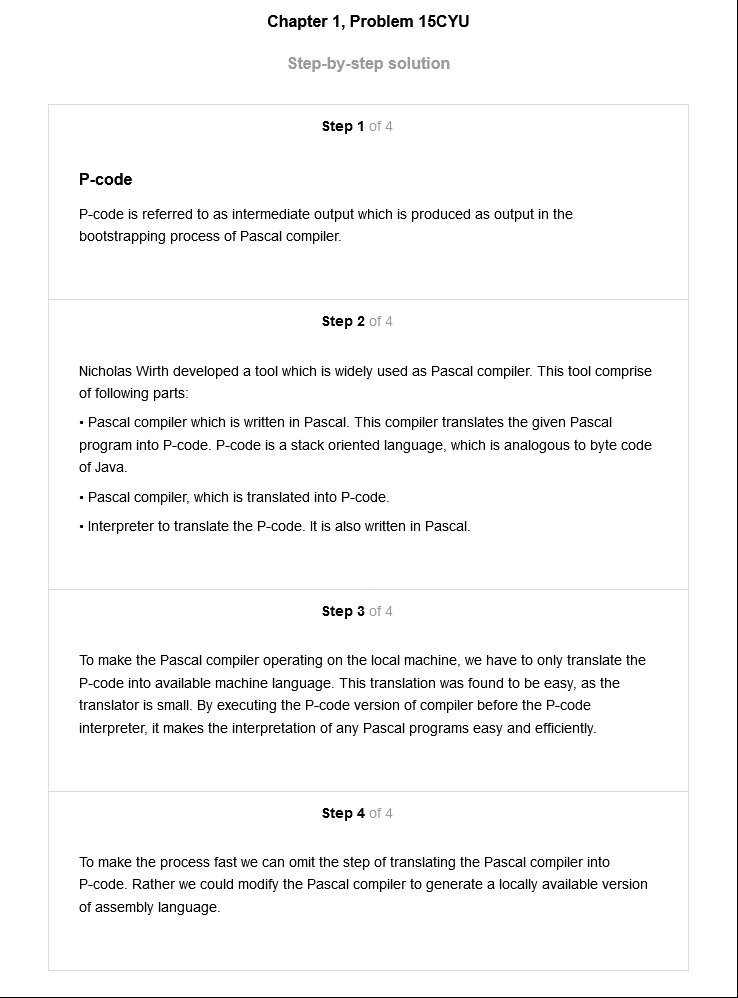 Chapter 1, Problem 15CYU
Step-by-step solution
Step 1 of 4
P-code
P-code is referred to as intermediate output which is produced as output in the
bootstrapping process of Pascal compiler.
Step 2 of 4
Nicholas Wirth developed a tool which is widely used as Pascal compiler. This tool comprise
of following parts:
• Pascal compiler which is written in Pascal. This compiler translates the given Pascal
program into P-code. P-code is a stack oriented language, which is analogous to byte code
of Java.
• Pascal compiler, which is translated into P-code.
• Interpreter to translate the P-code. It is also written in Pascal.
Step 3 of 4
To make the Pascal compiler operating on the local machine, we have to only translate the
P-code into available machine language. This translation was found to be easy, as the
translator is small. By executing the P-code version of compiler before the P-code
interpreter, it makes the interpretation of any Pascal programs easy and efficiently.
Step 4 of 4
To make the process fast we can omit the step of translating the Pascal compiler into
P-code. Rather we could modify the Pascal compiler to generate a locally available version
of assembly language.